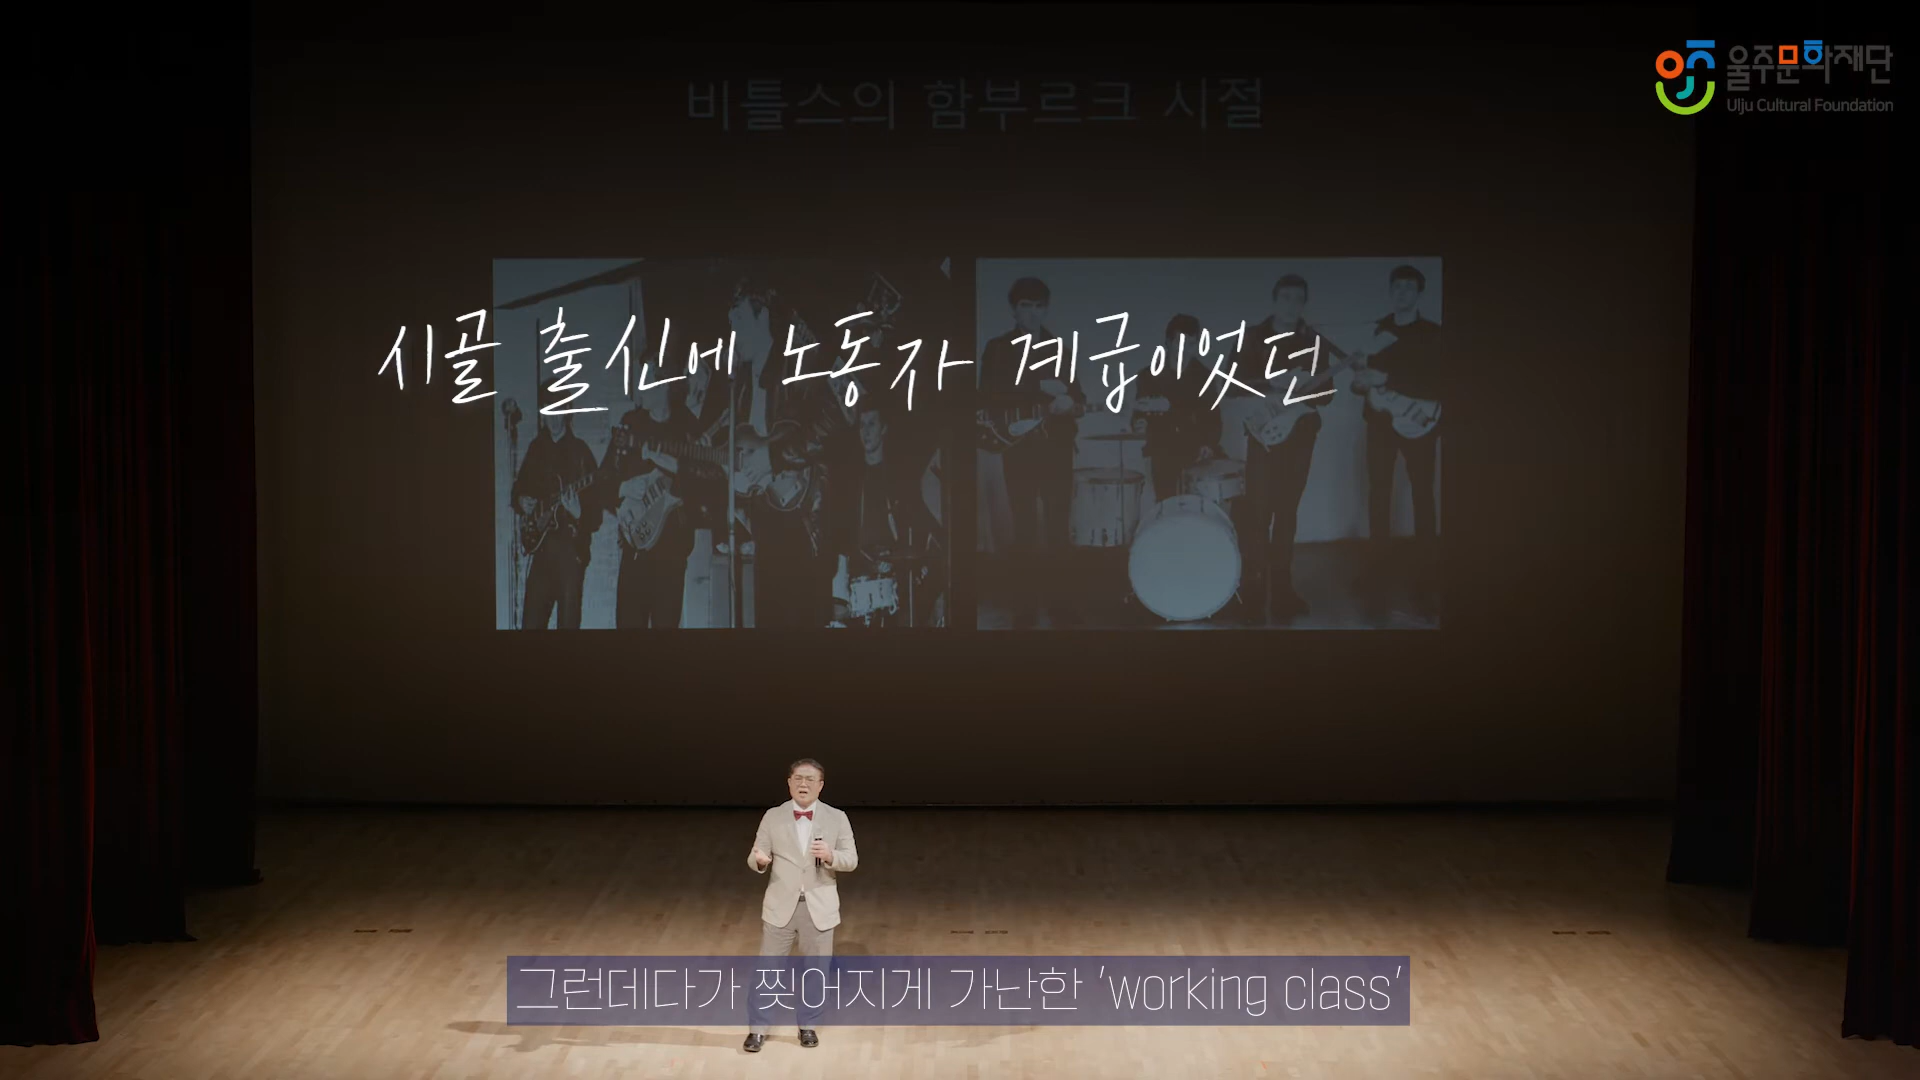 울주문화재단
Ulju Cultural Foundation
비틀스의 함부르크 시절
시골 출신에 노동자 계급이었던
그런데다가 찢어지게 가난한 'working class'